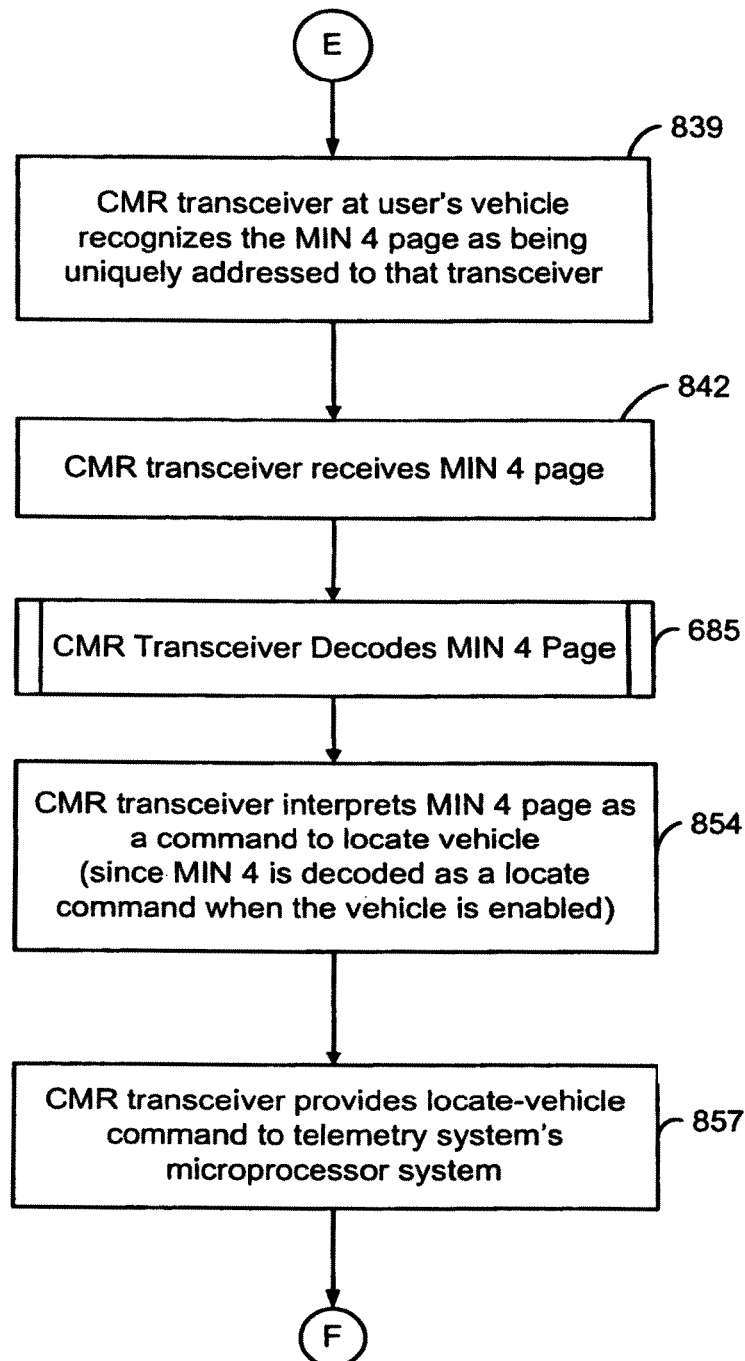 E
839
CMR transceiver at user's vehicle
recognizes the MIN 4 page as being
uniquely addressed to that transceiver
842
CMR transceiver receives MIN 4 page
CMR Transceiver Decodes MIN 4 Page
685
CMR transceiver interprets MIN 4 page as
a command to locate vehicle
(since MIN 4 is decoded as a locate
command when the vehicle is enabled)
854
CMR transceiver provides locate-vehicle
command to telemetry system's
microprocessor system
857
F